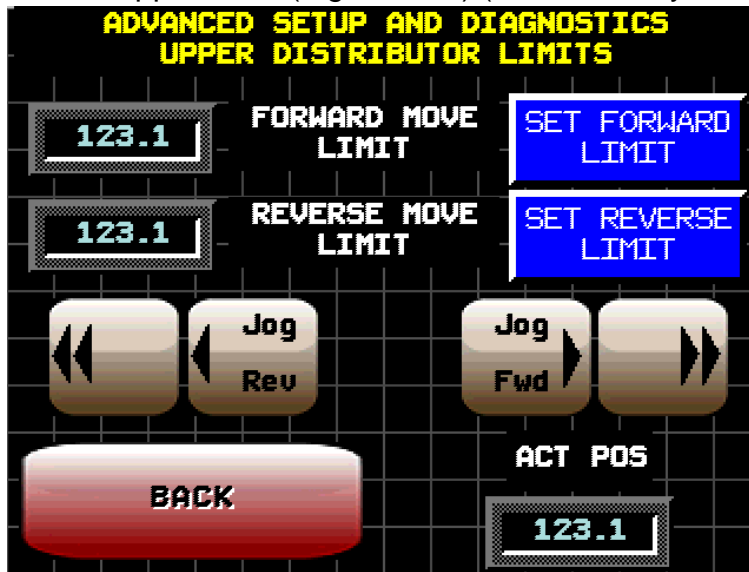 ADVANCED SETUP AND DIAGNOSTICS
UPPER DISTRIBUTOR LIMITS
123.1
FORWARD MOVE
LIMIT
SET FORWARD
LIMIT
123.1
REVERSE MOVE
LIMIT
SET REVERSE
LIMIT
Jog
Rev
Jog
Fwd
BACK
ACT POS
123.1